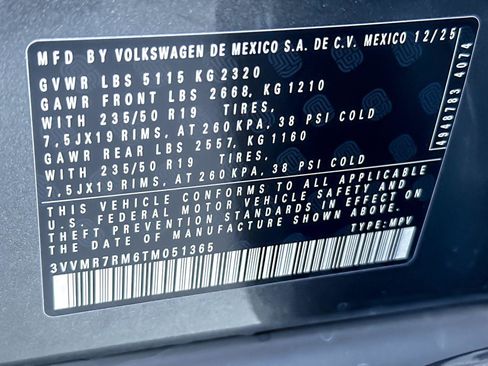 MFD BY VOLKSWAGEN DE MEXICO S.A. DE C.V. MEXICO 12/25
GVWR LBS 5115 KG 2320
GAWR FRONT LBS 2668, KG 1210
WITH 235/50 R19 TIRES,
7,5JX19 RIMS, AT 260 KPA, 38 PSI COLD
GAWR REAR LBS 2557, KG 1160
WITH 235/50 R19 TIRES,
7,5JX19 RIMS, AT 260 KPA, 38 PSI COLD
THIS VEHICLE CONFORMS TO ALL APPLICABLE
U.S. FEDERAL MOTOR VEHICLE SAFETY AND
THEFT PREVENTION STANDARDS IN EFFECT ON
THE DATE OF MANUFACTURE SHOWN ABOVE.
3VVMR7RM6TM051365 TYPE: MPV
4948783 4074